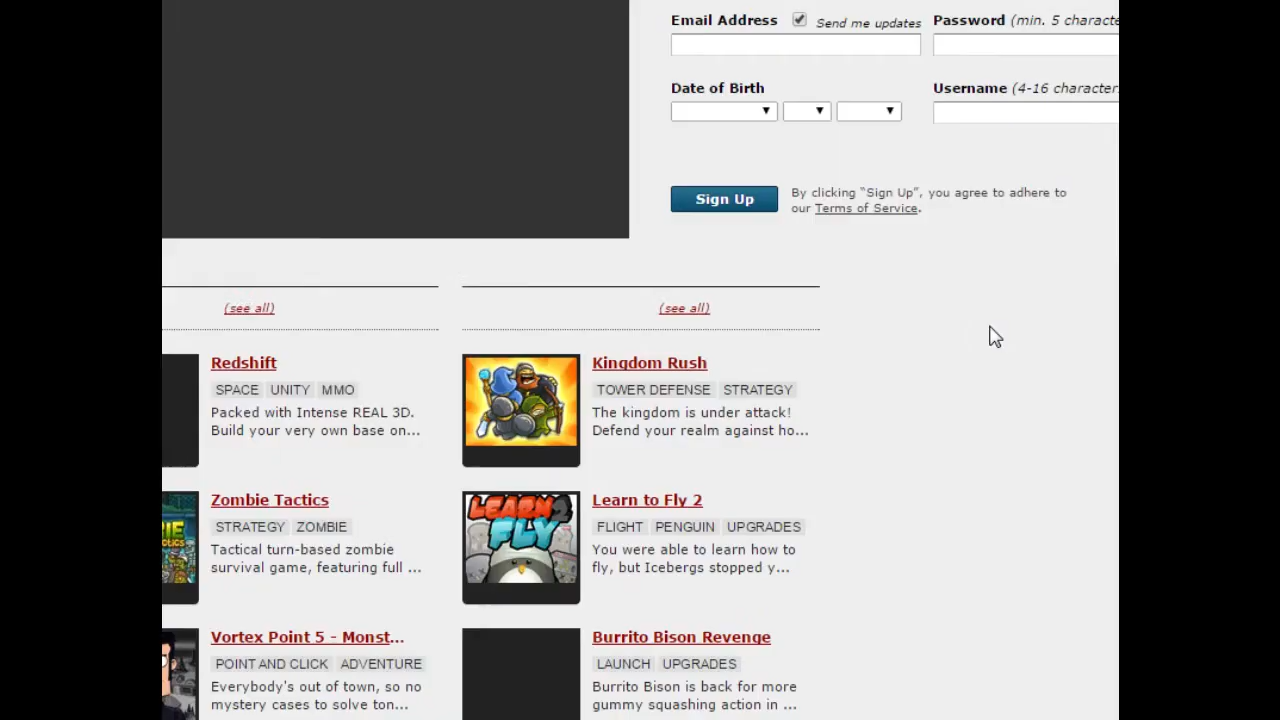 Email Address Send me updates Password (min. 5 characte
Date of Birth Username (4-16 character
Sign Up
By clicking “Sign Up”, you agree to adhere to
our Terms of Service.
(see all)
Redshift
SPACE UNITY MMO
Packed with Intense REAL 3D.
Build your very own base on...
ZOMBIE
TACTICS
Zombie Tactics
STRATEGY ZOMBIE
Tactical turn-based zombie
survival game, featuring full ...
Vortex Point 5 - Monst...
POINT AND CLICK ADVENTURE
Everybody's out of town, so no
mystery cases to solve ton...
(see all)
Kingdom Rush
TOWER DEFENSE STRATEGY
The kingdom is under attack!
Defend your realm against ho...
LEARN 2
FLY
Learn to Fly 2
FLIGHT PENGUIN UPGRADES
You were able to learn how to
fly, but Icebergs stopped y...
Burrito Bison Revenge
LAUNCH UPGRADES
Burrito Bison is back for more
gummy squashing action in ...